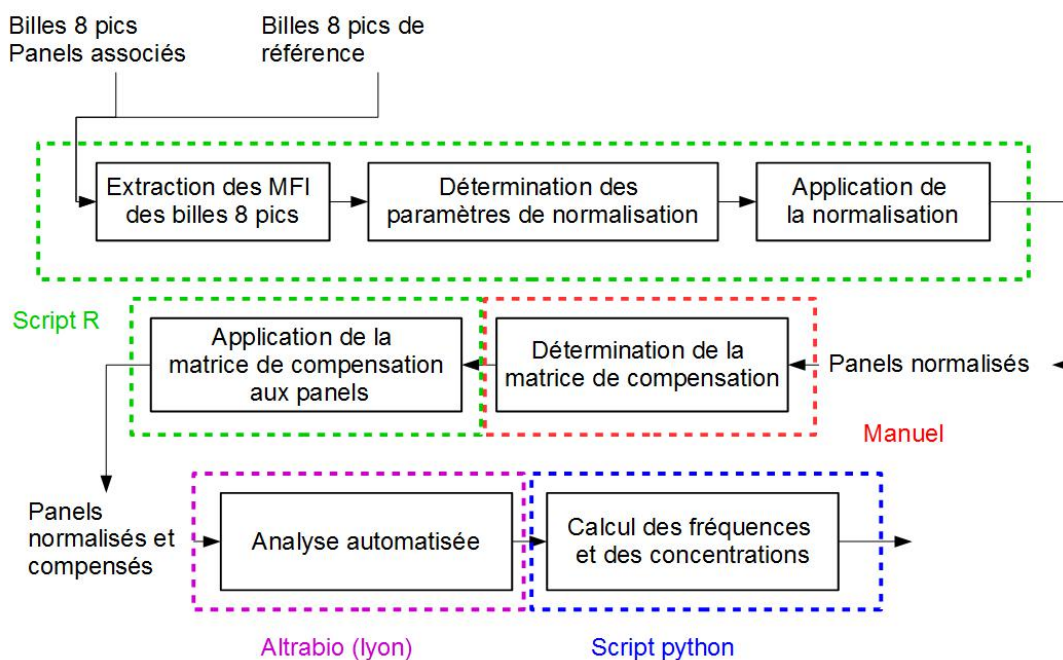 Billes 8 pics
Panels associés
Billes 8 pics de
référence
Extraction des MFI
des billes 8 pics
Détermination des
paramètres de normalisation
Application de
la normalisation
Script R
Application de la
matrice de compensation
aux panels
Détermination de la
matrice de compensation
Panels normalisés
Manuel
Panels
normalisés et
compensés
Analyse automatisée
Calcul des fréquences
et des concentrations
Altrabio (lyon)
Script python